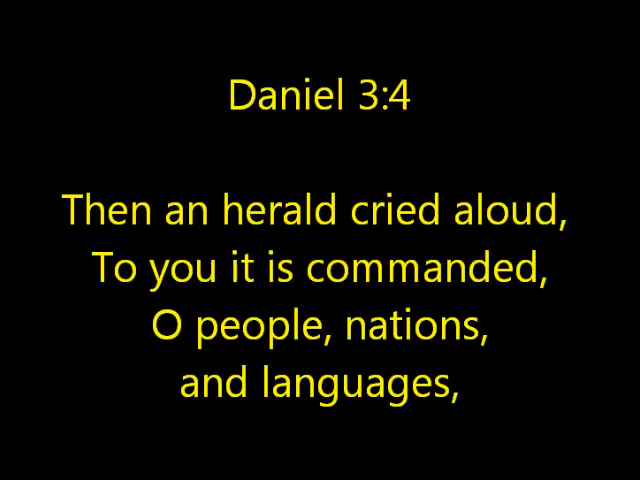 Daniel 3:4
Then an herald cried aloud,
To you it is commanded,
O people, nations,
and languages,